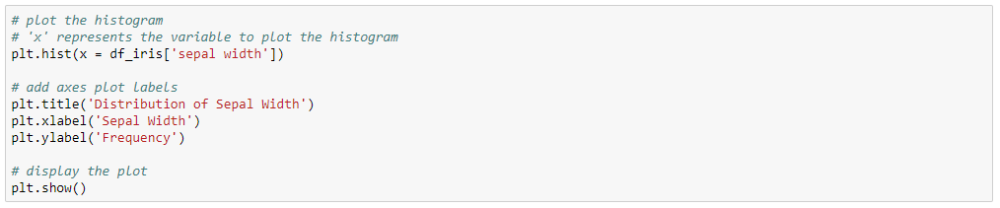 # plot the histogram
# 'x' represents the variable to plot the histogram
plt.hist(x = df_iris['sepal width'])
# add axes plot labels
plt.title('Distribution of Sepal Width')
plt.xlabel('Sepal Width')
plt.ylabel('Frequency')
# display the plot
plt.show()